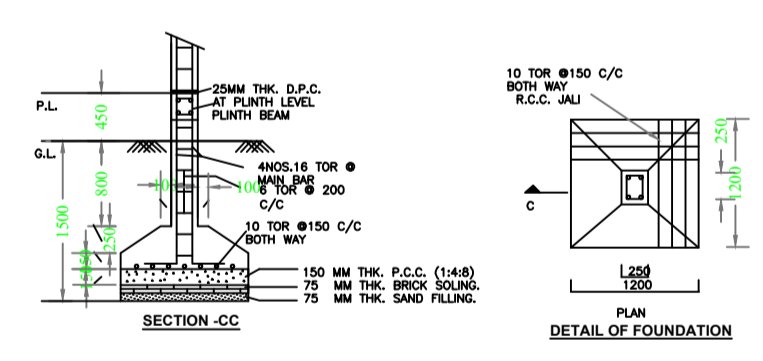 25MM THK. D.P.C.
AT PLINTH LEVEL
PLINTH BEAM
P.L.
450
G.L.
4NOS.16 TOR @
MAIN BAR
6 TOR @ 200
C/C
100
100
800
1500
250
10 TOR @150 C/C
BOTH WAY
150
150 MM THK. P.C.C. (1:4:8)
75 MM THK. BRICK SOLING.
75 MM THK. SAND FILLING.
SECTION -CC
10 TOR @150 C/C
BOTH WAY
R.C.C. JALI
250
1200
C
250
1200
PLAN
DETAIL OF FOUNDATION